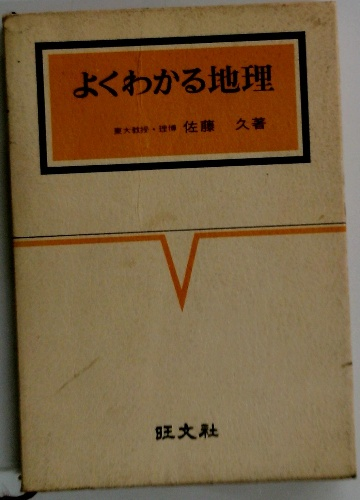 よくわかる地理
東大教授・理博 佐藤 久著
旺文社